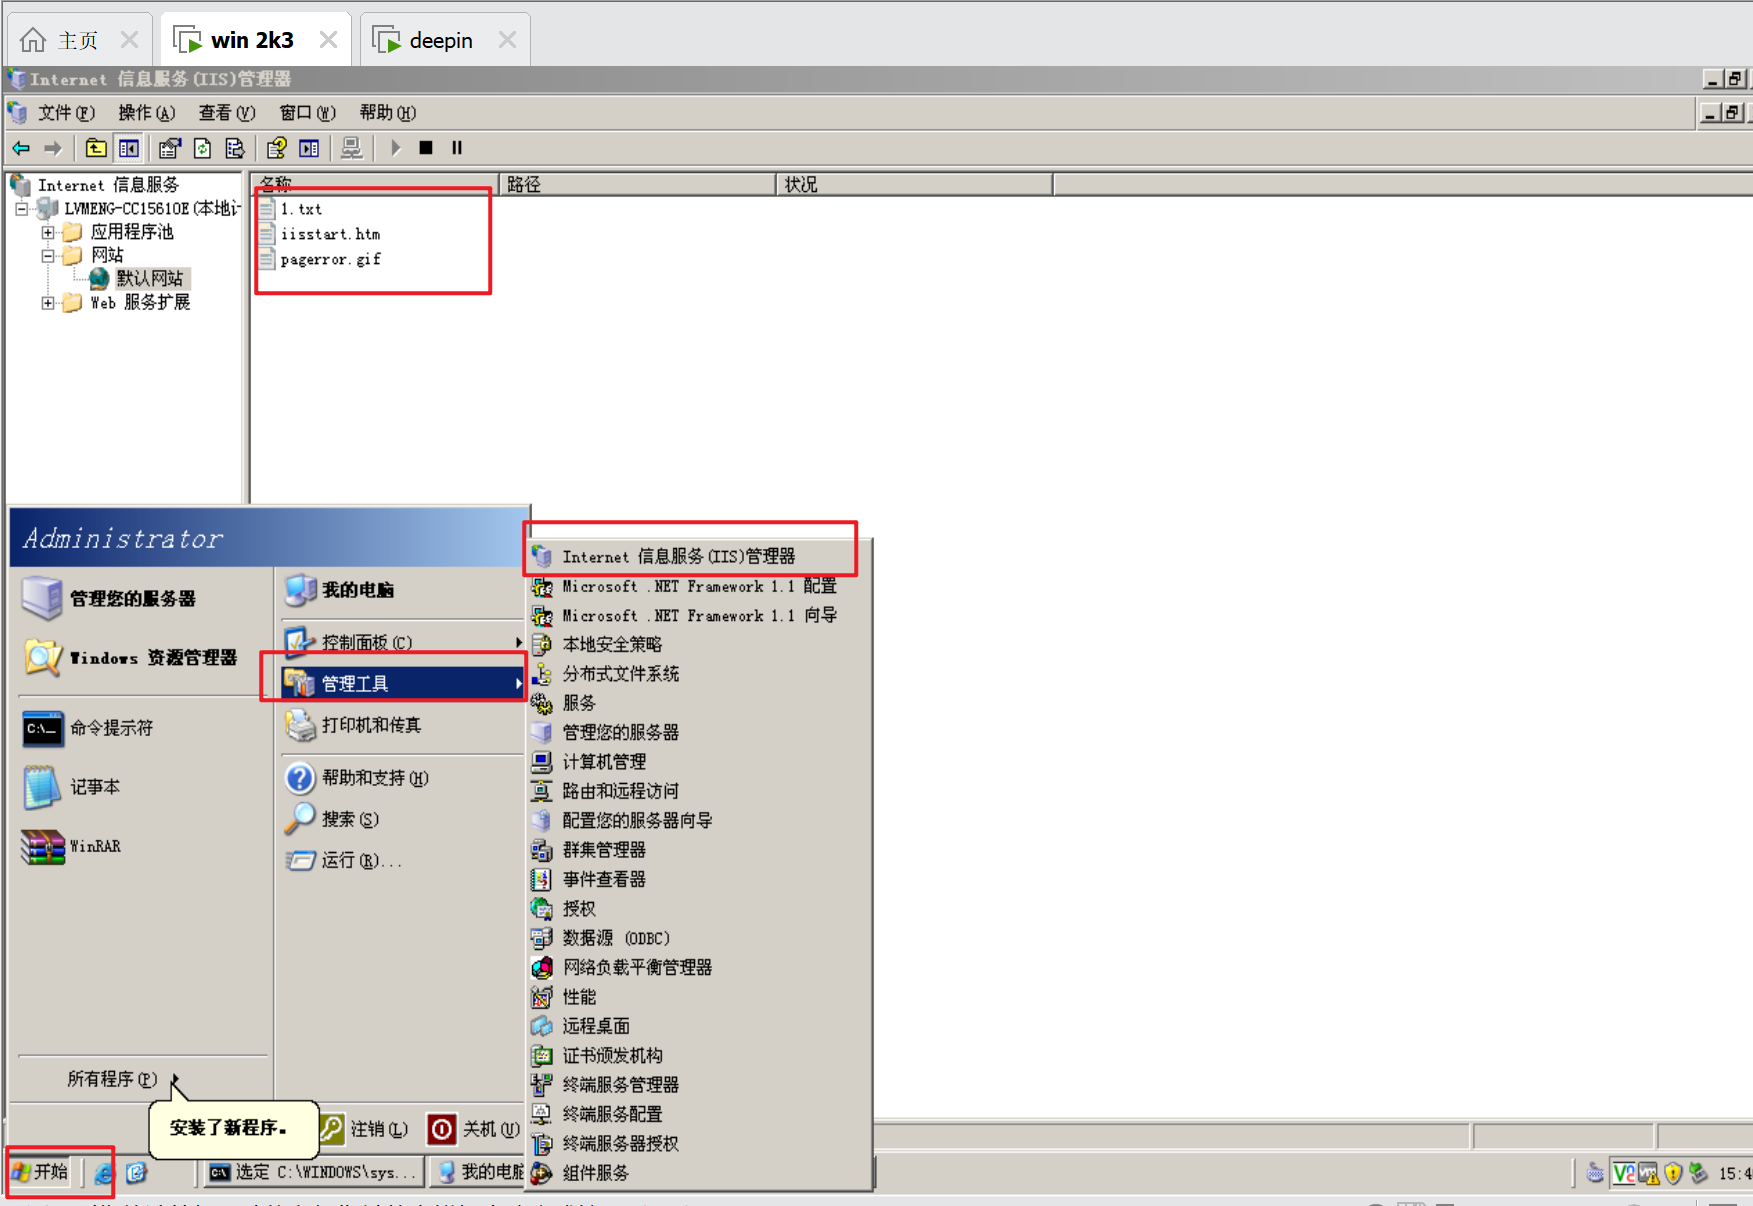 主页
win 2k3
deepin
Internet 信息服务(IIS)管理器
文件(F) 操作(A) 查看(V) 窗口(W) 帮助(H)
Internet 信息服务
LVMENG-CC15610E(本地计
应用程序池
网站
默认网站
Web 服务扩展
名称 路径 状况
1.txt
iisstart.htm
pagerror.gif
Administrator
管理您的服务器
Windows 资源管理器
命令提示符
记事本
WinRAR
所有程序(P)
安装了新程序。
我的电脑
控制面板(C)
管理工具
打印机和传真
帮助和支持(H)
搜索(S)
运行(R)...
注销(L) 关机(U)
Internet 信息服务(IIS)管理器
Microsoft .NET Framework 1.1 配置
Microsoft .NET Framework 1.1 向导
本地安全策略
分布式文件系统
服务
管理您的服务器
计算机管理
路由和远程访问
配置您的服务器向导
群集管理器
事件查看器
授权
数据源 (ODBC)
网络负载平衡管理器
性能
远程桌面
证书颁发机构
终端服务管理器
终端服务配置
终端服务器授权
组件服务
开始
选定 C:\WINDOWS\sys...
我的电脑
15:4